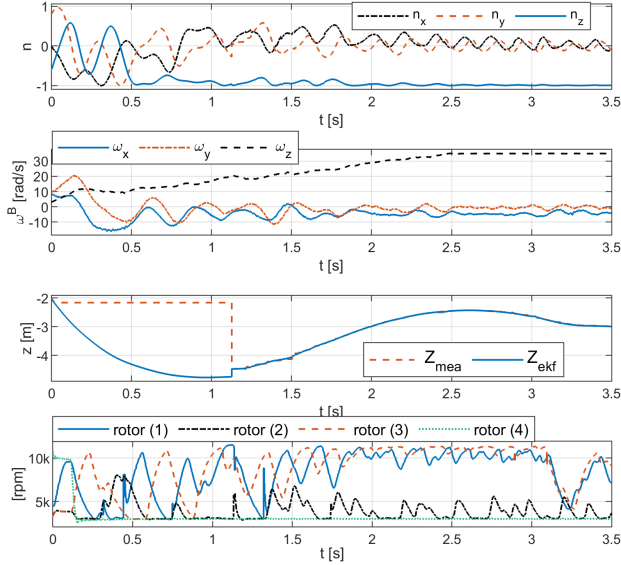 n_x n_y n_z
1
0
-1
n
0 0.5 1 1.5 2 2.5 3 3.5
t [s]
ω_x ω_y ω_z
30
20
10
0
-10
ω^B [rad/s]
0 0.5 1 1.5 2 2.5 3 3.5
t [s]
-2
-3
-4
z [m]
Z_mea Z_ekf
0 0.5 1 1.5 2 2.5 3 3.5
t [s]
rotor (1) rotor (2) rotor (3) rotor (4)
10k
5k
[rpm]
0 0.5 1 1.5 2 2.5 3 3.5
t [s]